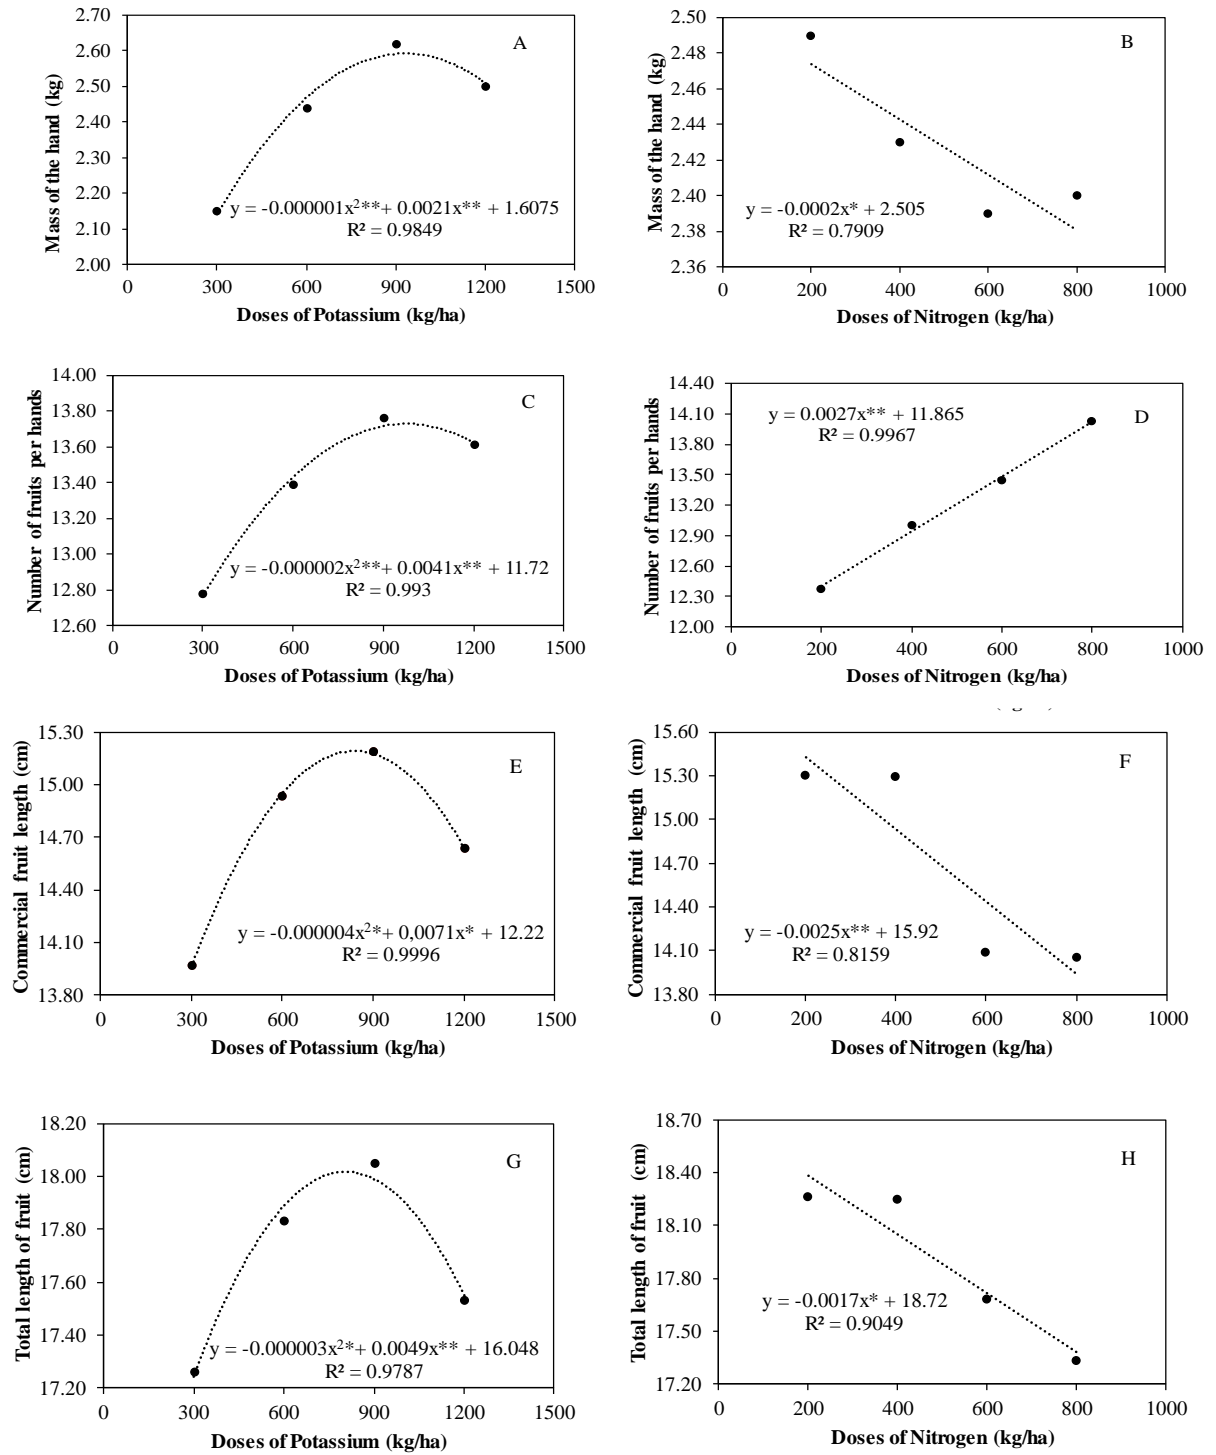 A
Mass of the hand (kg)
2.70
2.60
2.50
2.40
2.30
2.20
2.10
2.00
y = -0.000001x²**+ 0.0021x** + 1.6075
R² = 0.9849
0 300 600 900 1200 1500
Doses of Potassium (kg/ha)
B
Mass of the hand (kg)
2.50
2.48
2.46
2.44
2.42
2.40
2.38
2.36
y = -0.0002x* + 2.505
R² = 0.7909
0 200 400 600 800 1000
Doses of Nitrogen (kg/ha)
C
Number of fruits per hands
14.00
13.80
13.60
13.40
13.20
13.00
12.80
12.60
y = -0.000002x²**+ 0.0041x** + 11.72
R² = 0.993
0 300 600 900 1200 1500
Doses of Potassium (kg/ha)
D
Number of fruits per hands
14.40
14.10
13.80
13.50
13.20
12.90
12.60
12.30
12.00
y = 0.0027x** + 11.865
R² = 0.9967
0 200 400 600 800 1000
Doses of Nitrogen (kg/ha)
E
Commercial fruit length (cm)
15.30
15.00
14.70
14.40
14.10
13.80
y = -0.000004x²*+ 0,0071x* + 12.22
R² = 0.9996
0 300 600 900 1200 1500
Doses of Potassium (kg/ha)
F
Commercial fruit length (cm)
15.60
15.30
15.00
14.70
14.40
14.10
13.80
y = -0.0025x** + 15.92
R² = 0.8159
0 200 400 600 800 1000
Doses of Nitrogen (kg/ha)
G
Total length of fruit (cm)
18.20
18.00
17.80
17.60
17.40
17.20
y = -0.000003x²*+ 0.0049x** + 16.048
R² = 0.9787
0 300 600 900 1200 1500
Doses of Potassium (kg/ha)
H
Total length of fruit (cm)
18.70
18.40
18.10
17.80
17.50
17.20
y = -0.0017x* + 18.72
R² = 0.9049
0 200 400 600 800 1000
Doses of Nitrogen (kg/ha)